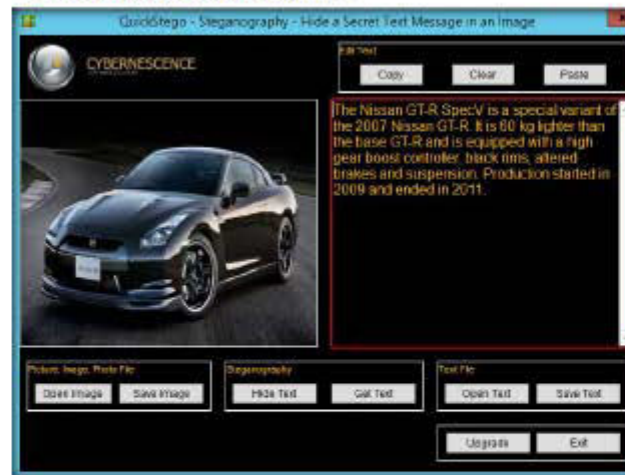 QuickStego - Steganography - Hide a Secret Text Message in an Image
CYBERNESCENCE
Edit Text
Copy Clear Paste
The Nissan GT-R SpecV is a special variant of
the 2007 Nissan GT-R. It is 60 kg lighter than
the base GT-R and is equipped with a high
gear boost controller, black rims, altered
brakes and suspension. Production started in
2009 and ended in 2011.
Picture, Image, Photo File
Open Image Save Image
Steganography
Hide Text Get Text
Text File
Open Text Save Text
Upgrade Exit